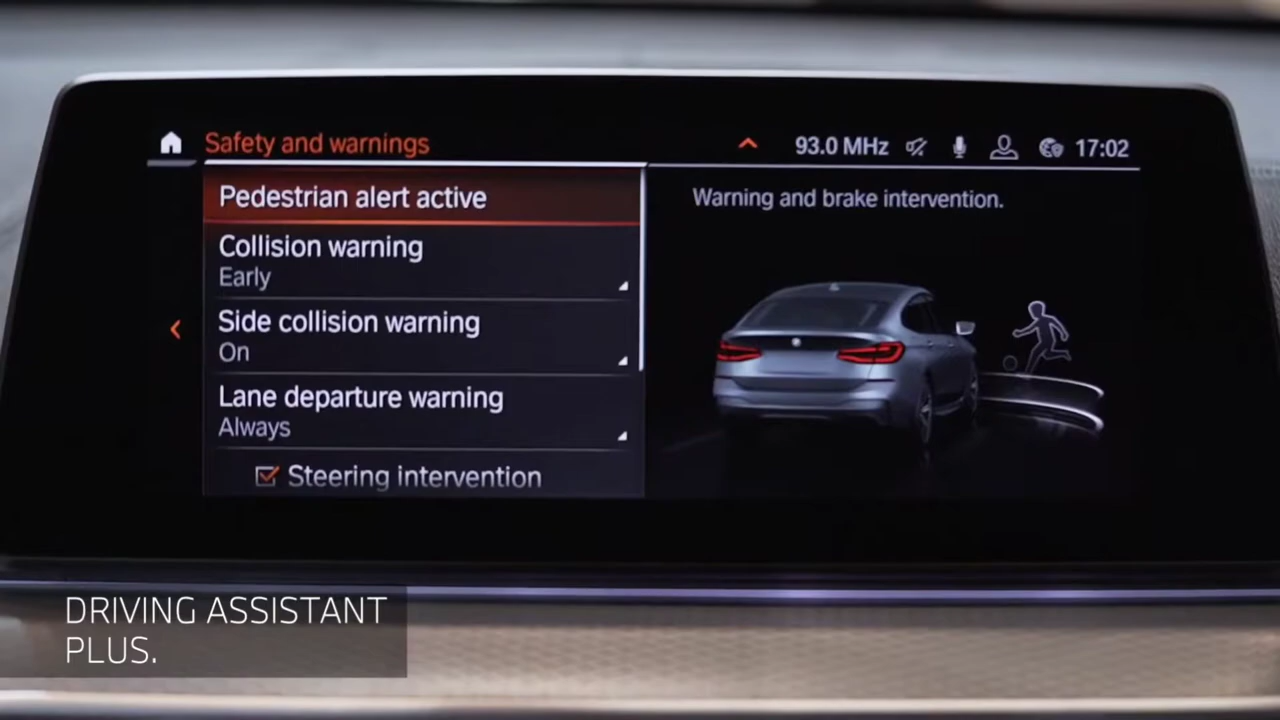 Safety and warnings
93.0 MHz
17:02
Pedestrian alert active
Collision warning
Early
Side collision warning
On
Lane departure warning
Always
Steering intervention
Warning and brake intervention.
DRIVING ASSISTANT
PLUS.